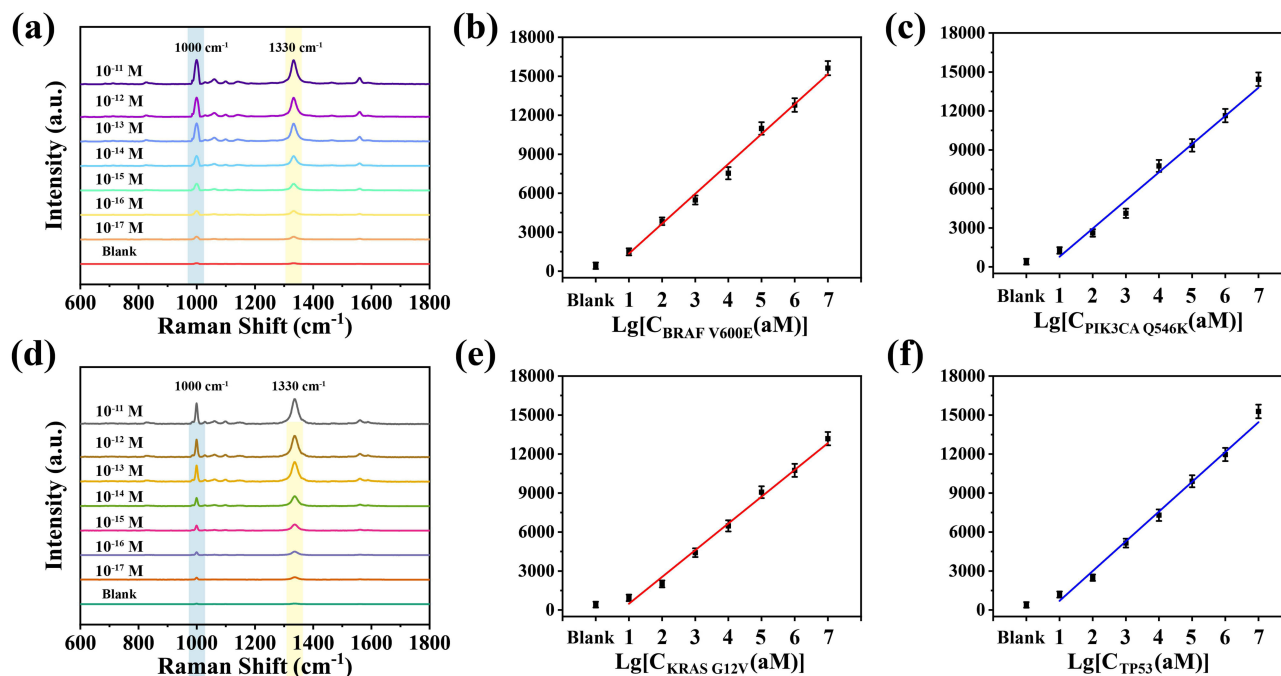 (a)
1000 cm⁻¹ 1330 cm⁻¹
10⁻¹¹ M
10⁻¹² M
10⁻¹³ M
10⁻¹⁴ M
10⁻¹⁵ M
10⁻¹⁶ M
10⁻¹⁷ M
Blank
Intensity (a.u.)
600 800 1000 1200 1400 1600 1800
Raman Shift (cm⁻¹)
(b)
18000
15000
12000
9000
6000
3000
0
Blank 1 2 3 4 5 6 7
Lg[C_BRAF V600E(aM)]
(c)
18000
15000
12000
9000
6000
3000
0
Blank 1 2 3 4 5 6 7
Lg[C_PIK3CA Q546K(aM)]
(d)
1000 cm⁻¹ 1330 cm⁻¹
10⁻¹¹ M
10⁻¹² M
10⁻¹³ M
10⁻¹⁴ M
10⁻¹⁵ M
10⁻¹⁶ M
10⁻¹⁷ M
Blank
Intensity (a.u.)
600 800 1000 1200 1400 1600 1800
Raman Shift (cm⁻¹)
(e)
18000
15000
12000
9000
6000
3000
0
Blank 1 2 3 4 5 6 7
Lg[C_KRAS G12V(aM)]
(f)
18000
15000
12000
9000
6000
3000
0
Blank 1 2 3 4 5 6 7
Lg[C_TP53(aM)]